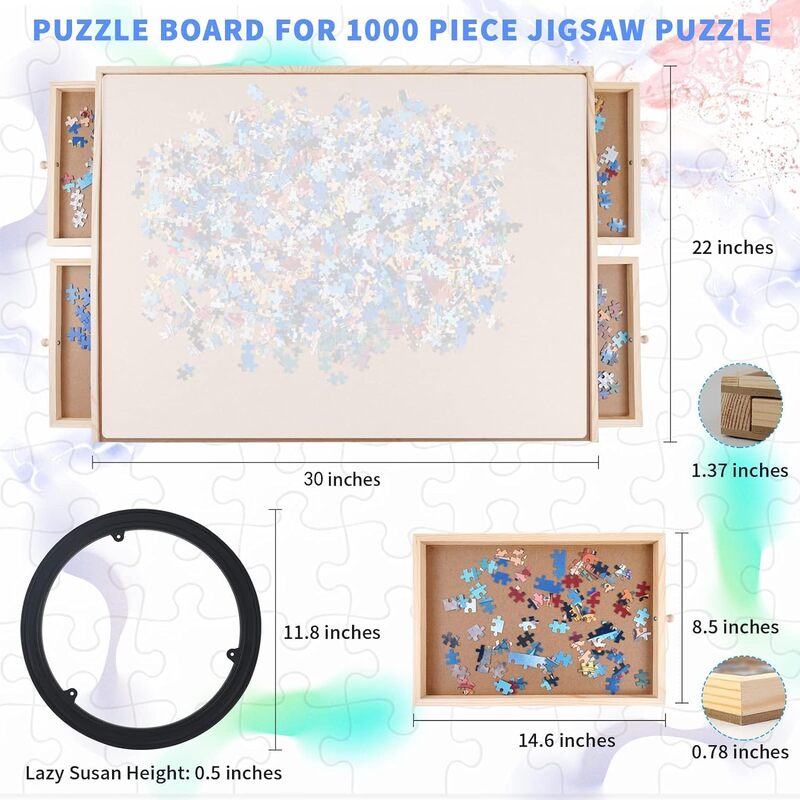 PUZZLE BOARD FOR 1000 PIECE JIGSAW PUZZLE
22 inches
30 inches
1.37 inches
11.8 inches
8.5 inches
14.6 inches
0.78 inches
Lazy Susan Height: 0.5 inches